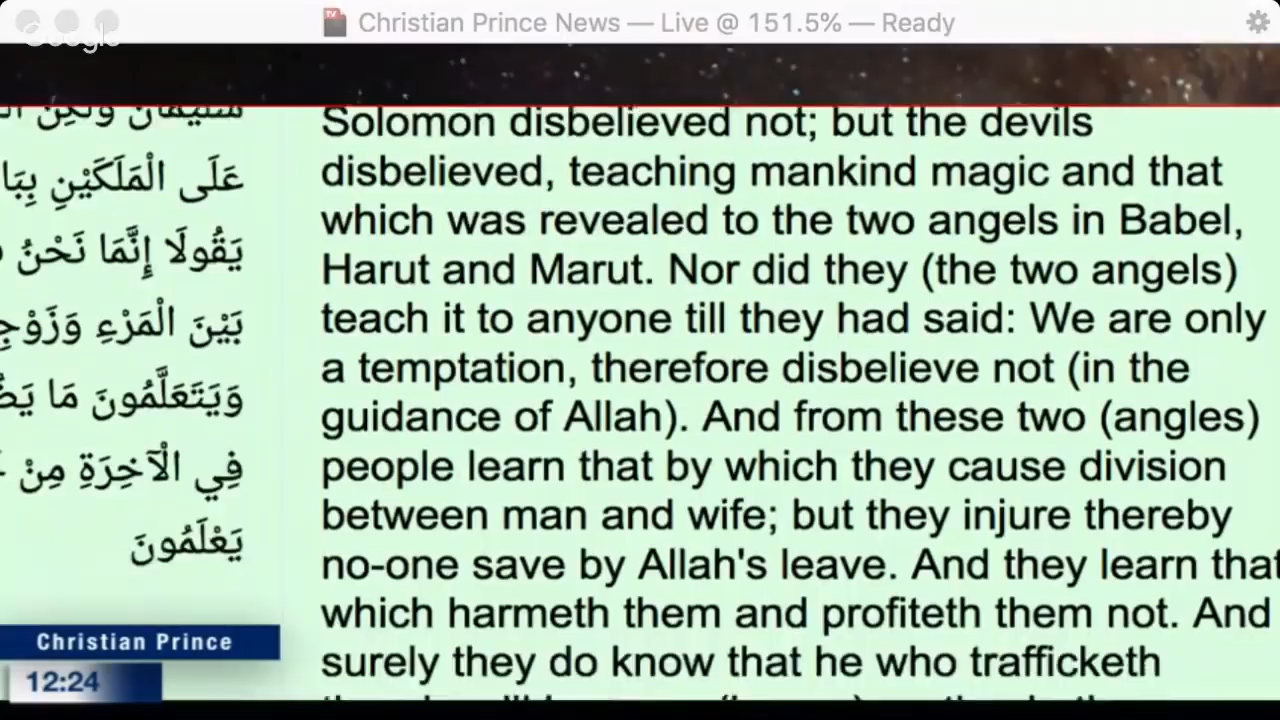 Christian Prince News — Live @ 151.5% — Ready
Google
عَلَى الْمَلَكَيْنِ
يَقُولَا إِنَّمَا نَحْنُ
بَيْنَ الْمَرْءِ
وَيَتَعَلَّمُونَ مَا
فِي الْآخِرَةِ مِنْ
يَعْلَمُونَ
Solomon disbelieved not; but the devils
disbelieved, teaching mankind magic and that
which was revealed to the two angels in Babel,
Harut and Marut. Nor did they (the two angels)
teach it to anyone till they had said: We are only
a temptation, therefore disbelieve not (in the
guidance of Allah). And from these two (angles)
people learn that by which they cause division
between man and wife; but they injure thereby
no-one save by Allah's leave. And they learn that
which harmeth them and profiteth them not. And
surely they do know that he who trafficketh
Christian Prince
12:24